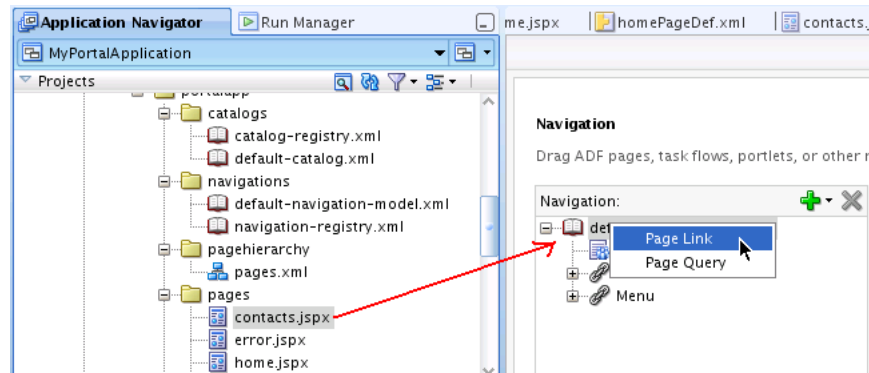 Application Navigator
Run Manager
me.jspx
homePageDef.xml
contacts.
MyPortalApplication
Projects
portalapp
catalogs
catalog-registry.xml
default-catalog.xml
navigations
default-navigation-model.xml
navigation-registry.xml
pagehierarchy
pages.xml
pages
contacts.jspx
error.jspx
home.jspx
Navigation
Drag ADF pages, task flows, portlets, or other
Navigation:
def
Page Link
Page Query
Menu